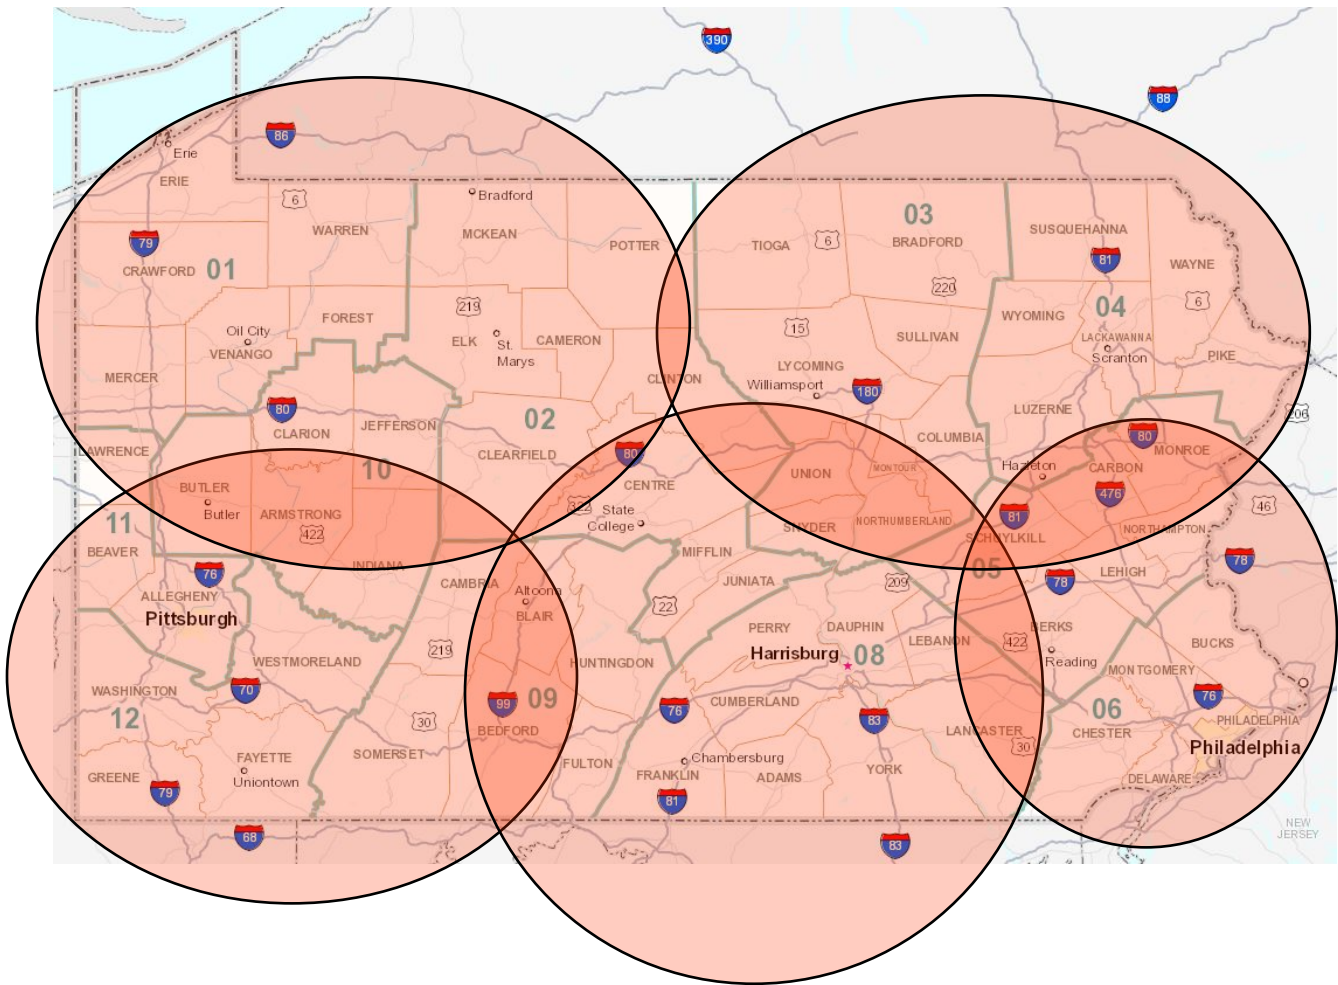 390
88
86
Erie
ERIE
6
Bradford
WARREN
MCKEAN
POTTER
03
BRADFORD
TIOGA
6
SUSQUEHANNA
81
WAYNE
79
CRAWFORD
01
219
220
6
04
WYOMING
15
SULLIVAN
LACKAWANNA
Scranton
PIKE
FOREST
Oil City
VENANGO
ELK
St.
Marys
CAMERON
MERCER
CLINTON
LYCOMING
Williamsport
180
LUZERNE
206
80
CLARION
JEFFERSON
02
CLEARFIELD
COLUMBIA
80
MONROE
LAWRENCE
10
80
CENTRE
UNION
MONTOUR
Hazleton
CARBON
476
BUTLER
Butler
ARMSTRONG
422
322
State
College
SNYDER
NORTHUMBERLAND
81
SCHUYLKILL
NORTHAMPTON
46
11
BEAVER
76
INDIANA
MIFFLIN
05
78
ALLEGHENY
Pittsburgh
CAMBRIA
Altoona
BLAIR
JUNIATA
22
209
78
LEHIGH
219
PERRY
DAUPHIN
LEBANON
422
BERKS
Reading
BUCKS
WESTMORELAND
HUNTINGDON
Harrisburg
08
MONTGOMERY
WASHINGTON
70
12
30
99
09
BEDFORD
76
CUMBERLAND
83
LANCASTER
30
06
CHESTER
76
PHILADELPHIA
Philadelphia
GREENE
FAYETTE
Uniontown
SOMERSET
FULTON
Chambersburg
FRANKLIN
ADAMS
YORK
DELAWARE
79
81
68
83
NEW
JERSEY